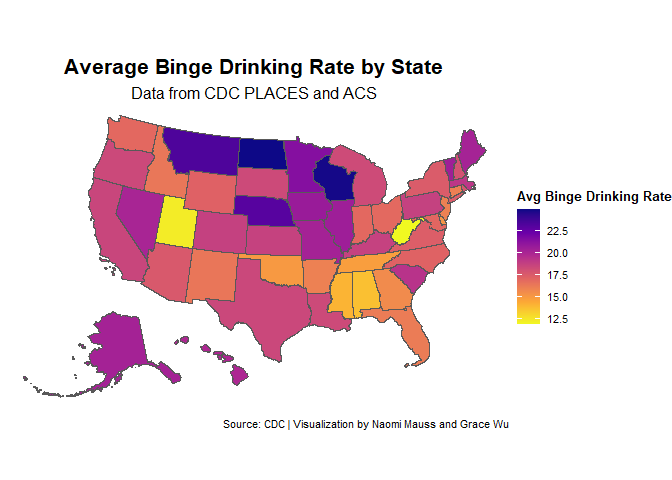 Average Binge Drinking Rate by State
Data from CDC PLACES and ACS
Avg Binge Drinking Rate
22.5
20.0
17.5
15.0
12.5
Source: CDC | Visualization by Naomi Mauss and Grace Wu